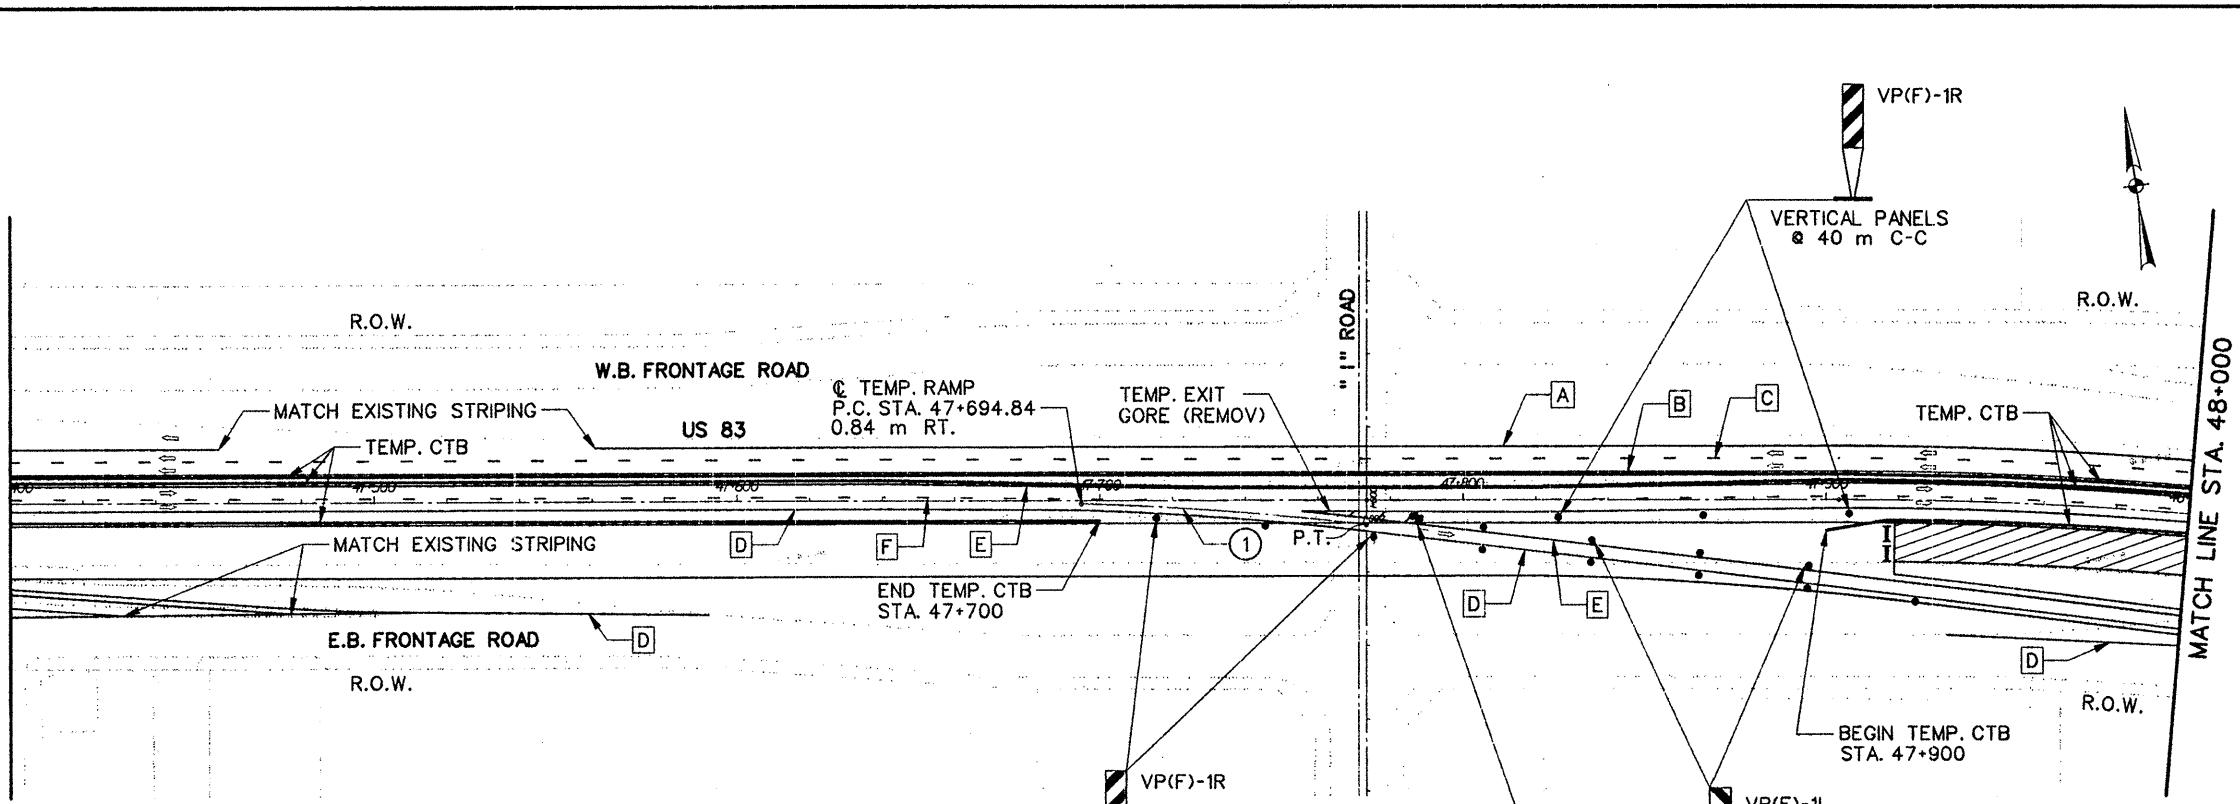 VP(F)-1R
VERTICAL PANELS
@ 40 m C-C
R.O.W.
R.O.W.
"I" ROAD
W.B. FRONTAGE ROAD
℄ TEMP. RAMP
P.C. STA. 47+694.84
0.84 m RT.
TEMP. EXIT
GORE (REMOV)
A
B
C
TEMP. CTB
MATCH EXISTING STRIPING
US 83
TEMP. CTB
MATCH LINE STA. 48+000
47+500
47+600
47+700
47+800
MATCH EXISTING STRIPING
D
F
E
1
P.T.
END TEMP. CTB
STA. 47+700
D
E
E.B. FRONTAGE ROAD
D
D
R.O.W.
R.O.W.
BEGIN TEMP. CTB
STA. 47+900
VP(F)-1R
VP(F)-1L